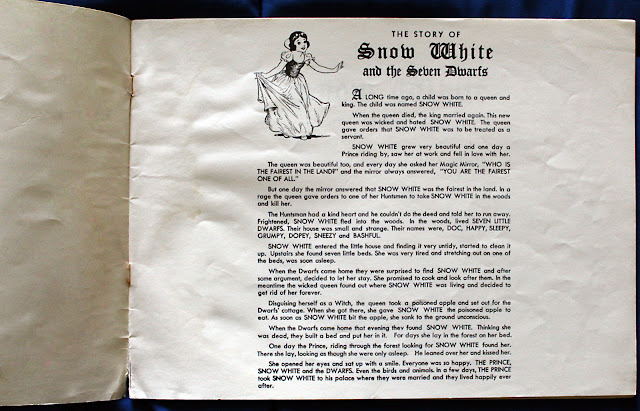 THE STORY OF
Snow White
and the Seven Dwarfs
A LONG time ago, a child was born to a queen and
king. The child was named SNOW WHITE.
When the queen died, the king married again. This new
queen was wicked and hated SNOW WHITE. The queen
gave orders that SNOW WHITE was to be treated as a
servant.
SNOW WHITE grew very beautiful and one day a
Prince riding by, saw her at work and fell in love with her.
The queen was beautiful too, and every day she asked her Magic Mirror, "WHO IS
THE FAIREST IN THE LAND?" and the mirror always answered, "YOU ARE THE FAIREST
ONE OF ALL."
But one day the mirror answered that SNOW WHITE was the fairest in the land. In a
rage the queen gave orders to one of her Huntsmen to take SNOW WHITE in the woods
and kill her.
The Huntsman had a kind heart and he couldn't do the deed and told her to run away.
Frightened, SNOW WHITE fled into the woods. In the woods, lived SEVEN LITTLE
DWARFS. Their house was small and strange. Their names were, DOC, HAPPY, SLEEPY,
GRUMPY, DOPEY, SNEEZY and BASHFUL.
SNOW WHITE entered the little house and finding it very untidy, started to clean it
up. Upstairs she found seven little beds. She was very tired and stretching out on one of
the beds, was soon asleep.
When the Dwarfs came home they were surprised to find SNOW WHITE and after
some argument, decided to let her stay. She promised to cook and look after them. In the
meantime the wicked queen found out where SNOW WHITE was living and decided to
get rid of her forever.
Disguising herself as a Witch, the queen took a poisoned apple and set out for the
Dwarfs' cottage. When she got there, she gave SNOW WHITE the poisoned apple to
eat. As soon as SNOW WHITE bit the apple, she sank to the ground unconscious.
When the Dwarfs came home that evening they found SNOW WHITE. Thinking she
was dead, they built a bed and put her in it. For days she lay in the forest on her bed.
One day the Prince, riding through the forest looking for SNOW WHITE found her.
There she lay, looking as though she were only asleep. He leaned over her and kissed her.
She opened her eyes and sat up with a smile. Everyone was so happy. THE PRINCE,
SNOW WHITE and the DWARFS. Even the birds and animals. In a few days, THE PRINCE
took SNOW WHITE to his palace where they were married and they lived happily ever
after.